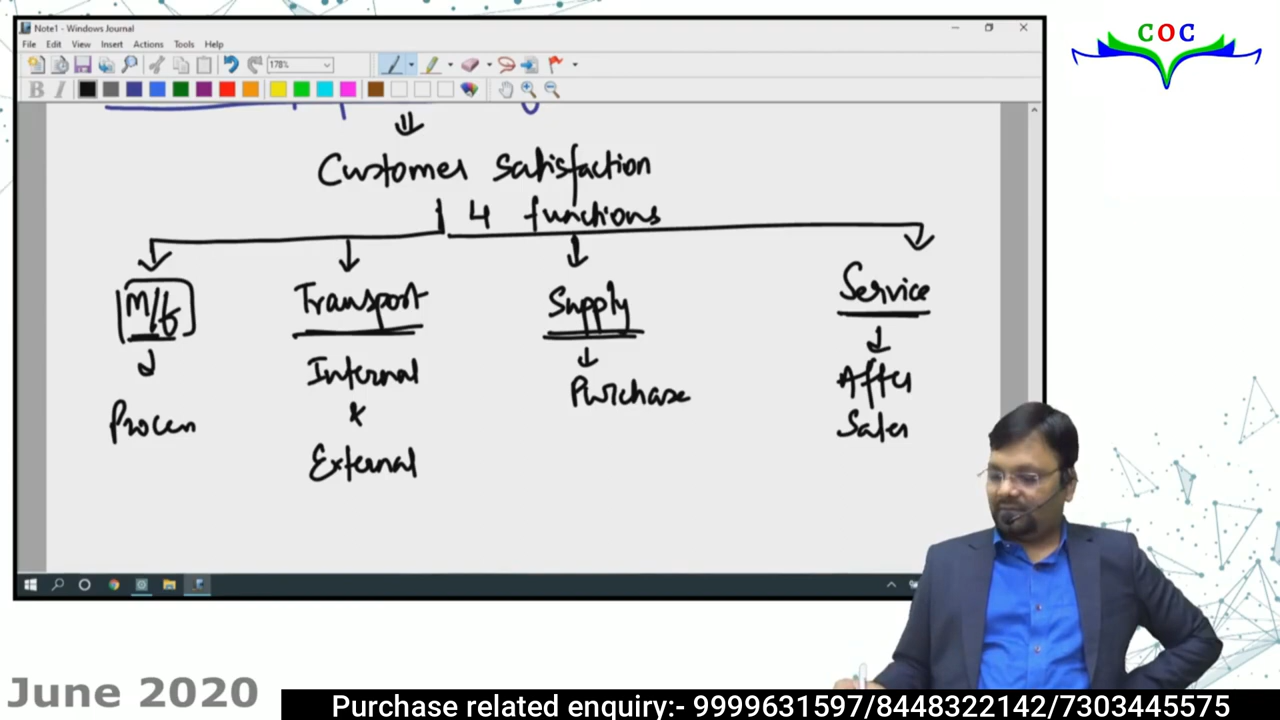 Note1 - Windows Journal
File Edit View Insert Actions Tools Help
178%
B I
COC
Customer Satisfaction
4 functions
M/f
Transport
Supply
Service
Process
Internal
&
External
Purchase
After
Sales
June 2020
Purchase related enquiry:- 9999631597/8448322142/7303445575